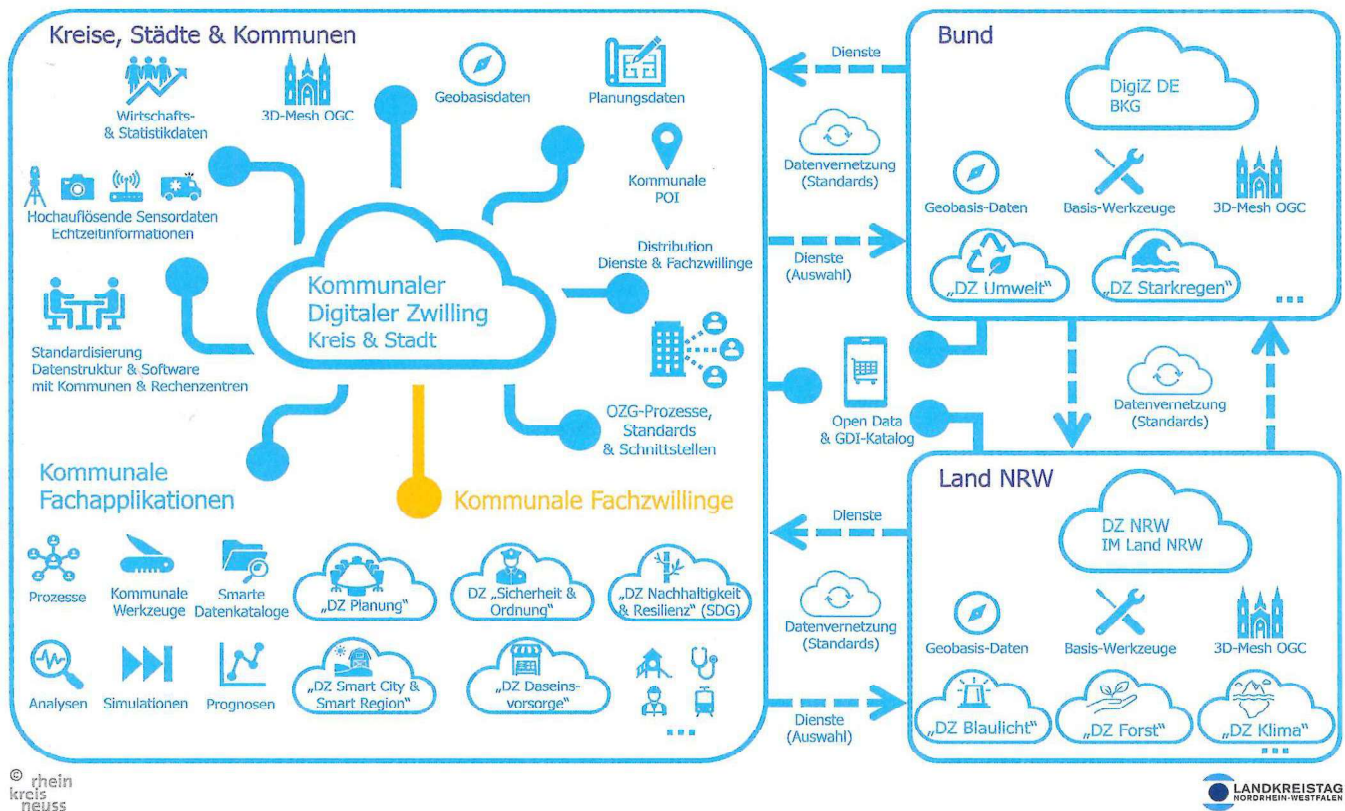 Kreise, Städte & Kommunen
Wirtschafts-
& Statistikdaten
3D-Mesh OGC
Geobasisdaten
Planungsdaten
Kommunale
POI
Hochauflösende Sensordaten
Echtzeitinformationen
Distribution
Dienste & Fachzwillinge
Kommunaler
Digitaler Zwilling
Kreis & Stadt
Standardisierung
Datenstruktur & Software
mit Kommunen & Rechenzentren
OZG-Prozesse,
Standards
& Schnittstellen
Kommunale
Fachapplikationen
Kommunale Fachzwillinge
Prozesse
Kommunale
Werkzeuge
Smarte
Datenkataloge
Analysen
Simulationen
Prognosen
„DZ Planung“
DZ „Sicherheit &
Ordnung“
„DZ Nachhaltigkeit
& Resilienz“ (SDG)
„DZ Smart City &
Smart Region“
„DZ Daseins-
vorsorge“
...
Dienste
Datenvernetzung
(Standards)
Dienste
(Auswahl)
Bund
DigiZ DE
BKG
Geobasis-Daten
Basis-Werkzeuge
3D-Mesh OGC
„DZ Umwelt“
„DZ Starkregen“
...
Open Data
& GDI-Katalog
Datenvernetzung
(Standards)
Dienste
Datenvernetzung
(Standards)
Dienste
(Auswahl)
Land NRW
DZ NRW
IM Land NRW
Geobasis-Daten
Basis-Werkzeuge
3D-Mesh OGC
„DZ Blaulicht“
„DZ Forst“
„DZ Klima“
...
© rhein
kreis
neuss
LANDKREISTAG
NORDRHEIN-WESTFALEN